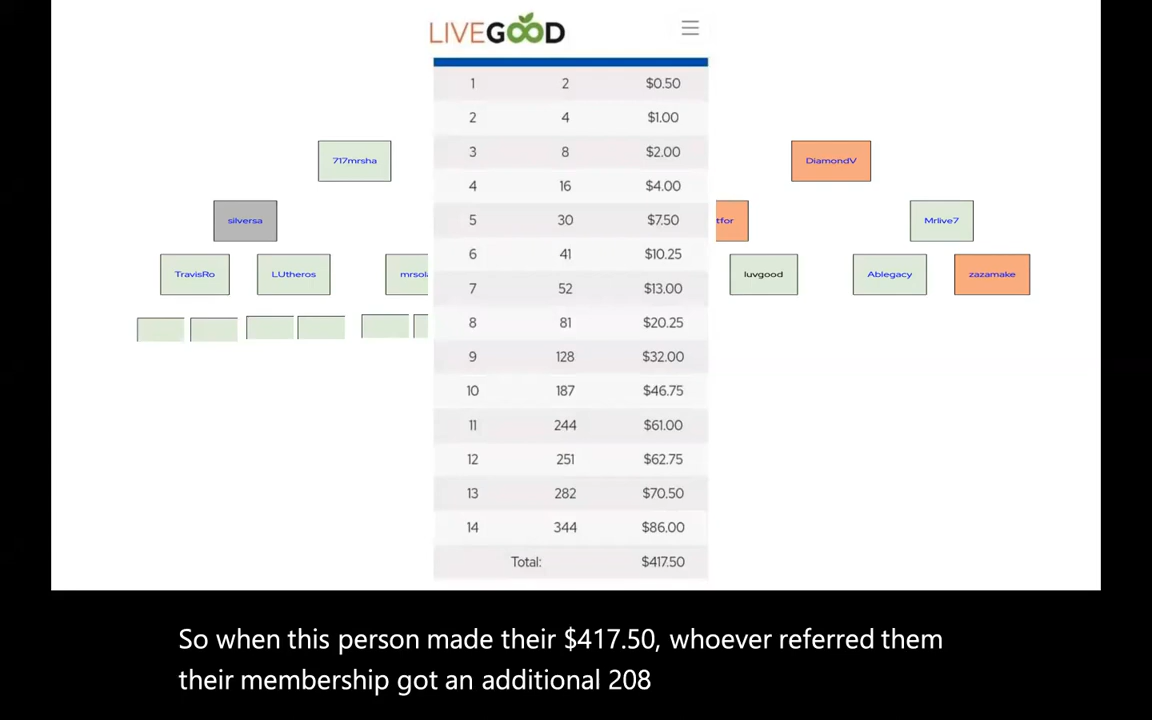 LIVEGOOD
1 2 $0.50
2 4 $1.00
3 8 $2.00
4 16 $4.00
5 30 $7.50
6 41 $10.25
7 52 $13.00
8 81 $20.25
9 128 $32.00
10 187 $46.75
11 244 $61.00
12 251 $62.75
13 282 $70.50
14 344 $86.00
Total: $417.50
717mrsha
silversa
TravisRo
LUtheros
mrsola
DiamondV
tfor
Mrlive7
luvgood
Ablegacy
zazamake
So when this person made their $417.50, whoever referred them
their membership got an additional 208